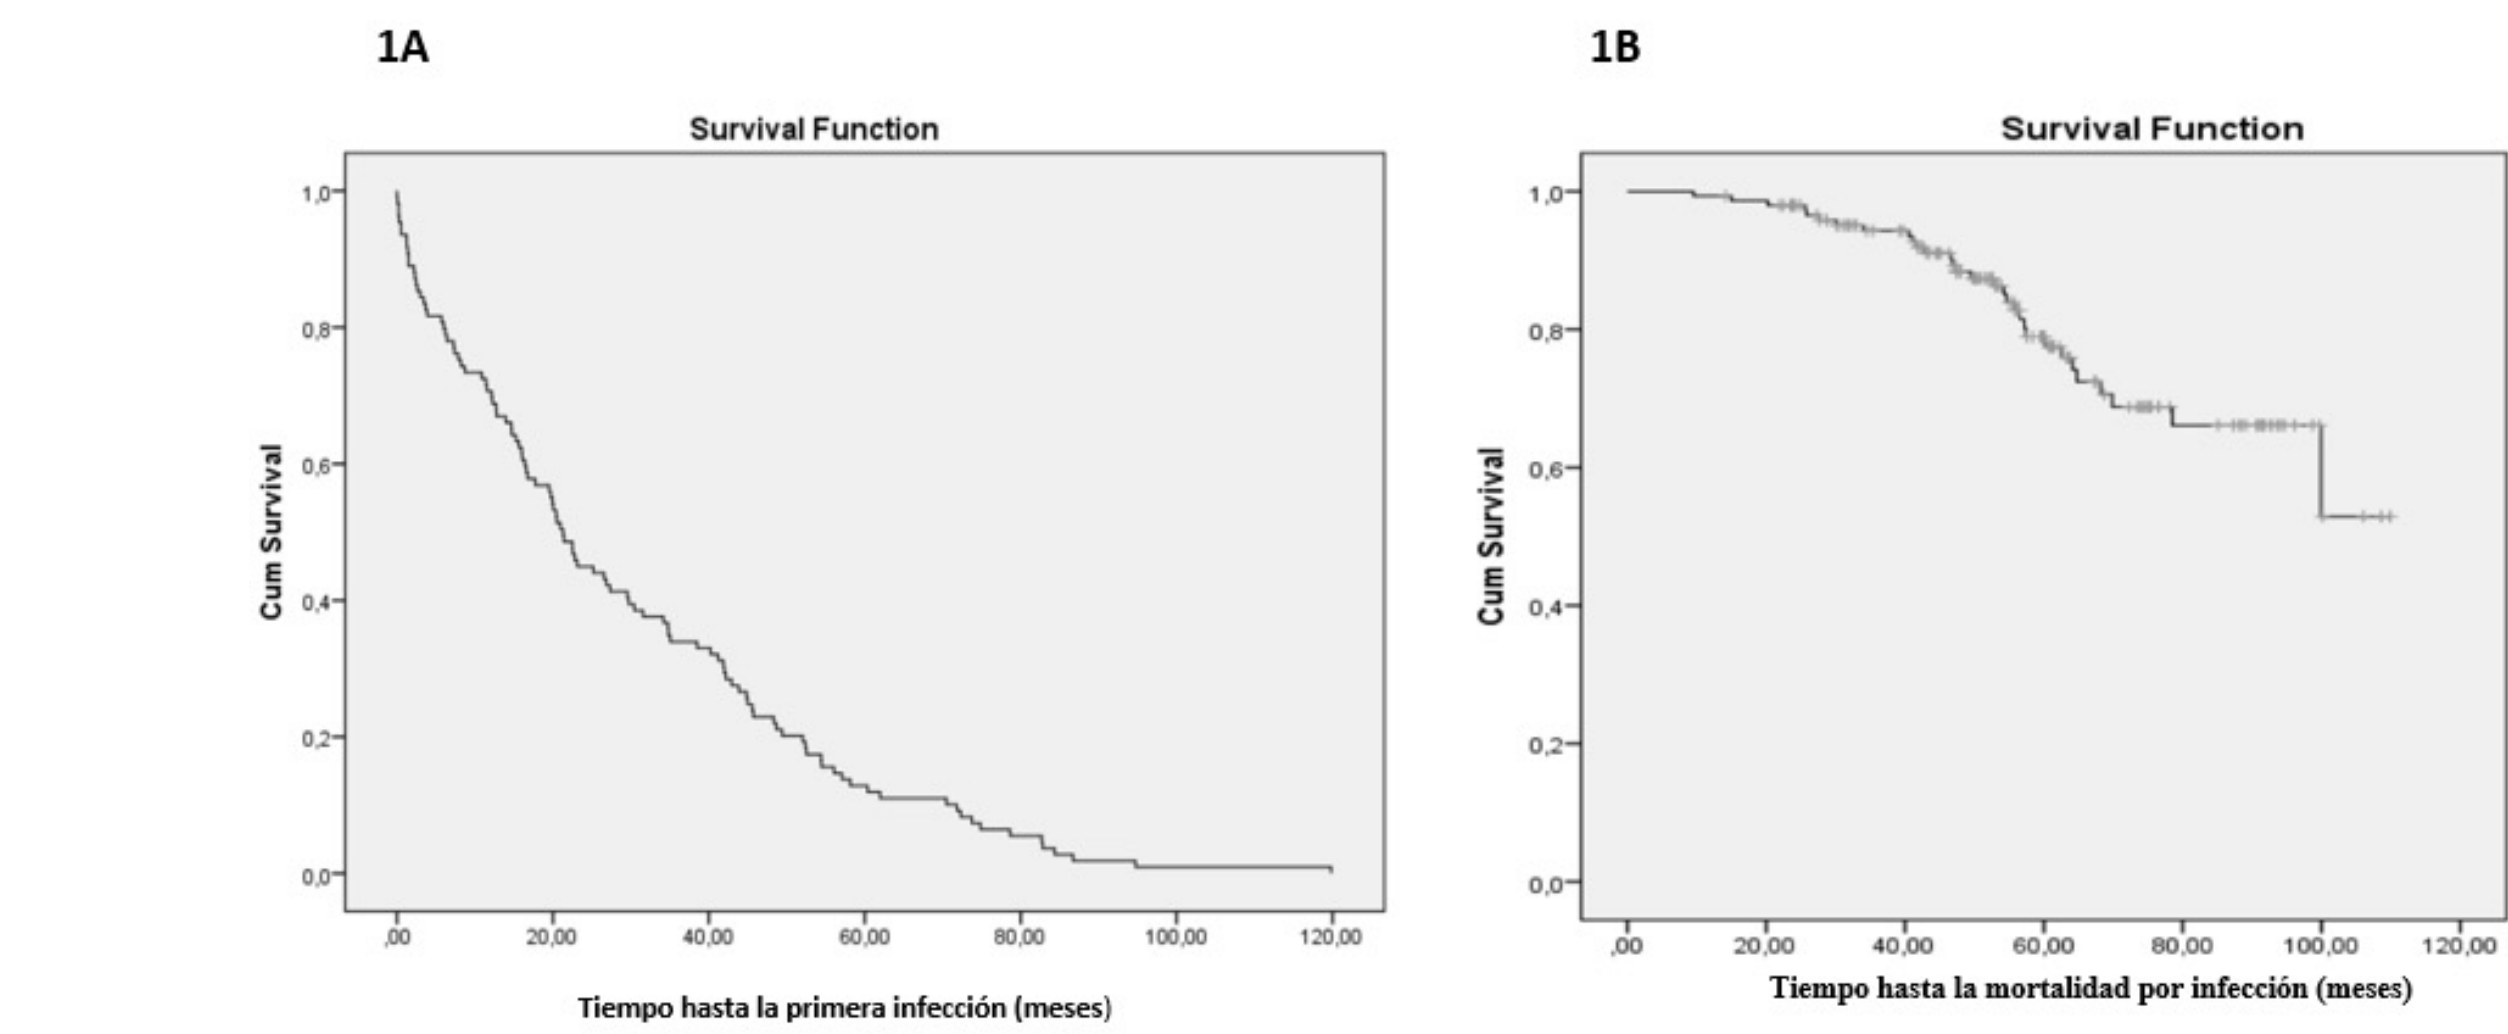 1A
Survival Function
Cum Survival
1,0
0,8
0,6
0,4
0,2
0,0
,00 20,00 40,00 60,00 80,00 100,00 120,00
Tiempo hasta la primera infección (meses)
1B
Survival Function
Cum Survival
1,0
0,8
0,6
0,4
0,2
0,0
,00 20,00 40,00 60,00 80,00 100,00 120,00
Tiempo hasta la mortalidad por infección (meses)